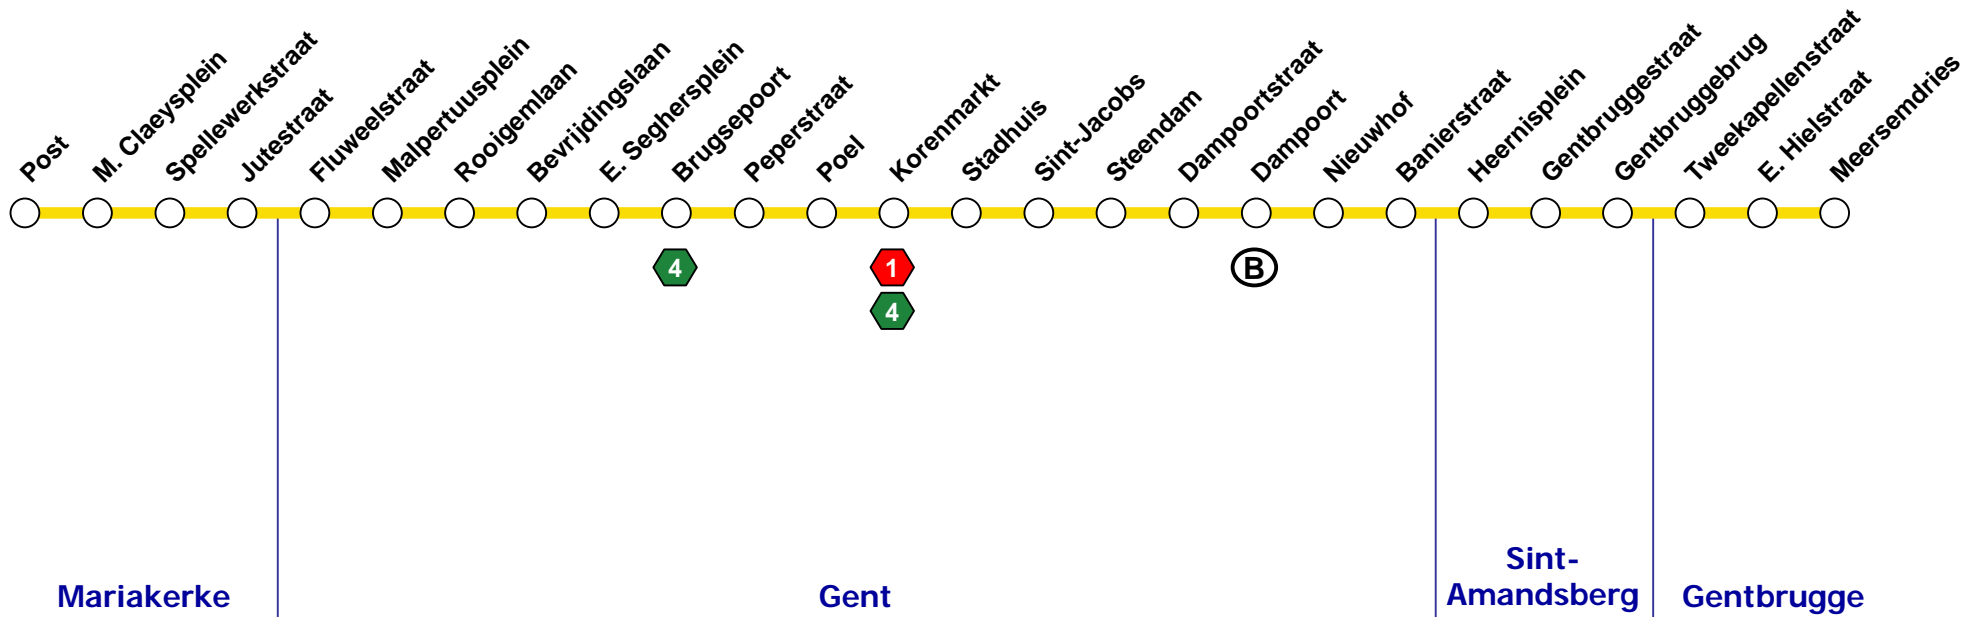 Post
M. Claeysplein
Spellewerkstraat
Jutestraat
Fluweelstraat
Malpertuusplein
Rooigemlaan
Bevrijdingslaan
E. Seghersplein
Brugsepoort
Peperstraat
Poel
Korenmarkt
Stadhuis
Sint-Jacobs
Steendam
Dampoortstraat
Dampoort
Nieuwhof
Banierstraat
Heernisplein
Gentbruggestraat
Gentbruggebrug
Tweekapellenstraat
E. Hielstraat
Meersemdries
4
1
4
B
Mariakerke
Gent
Sint-
Amandsberg
Gentbrugge